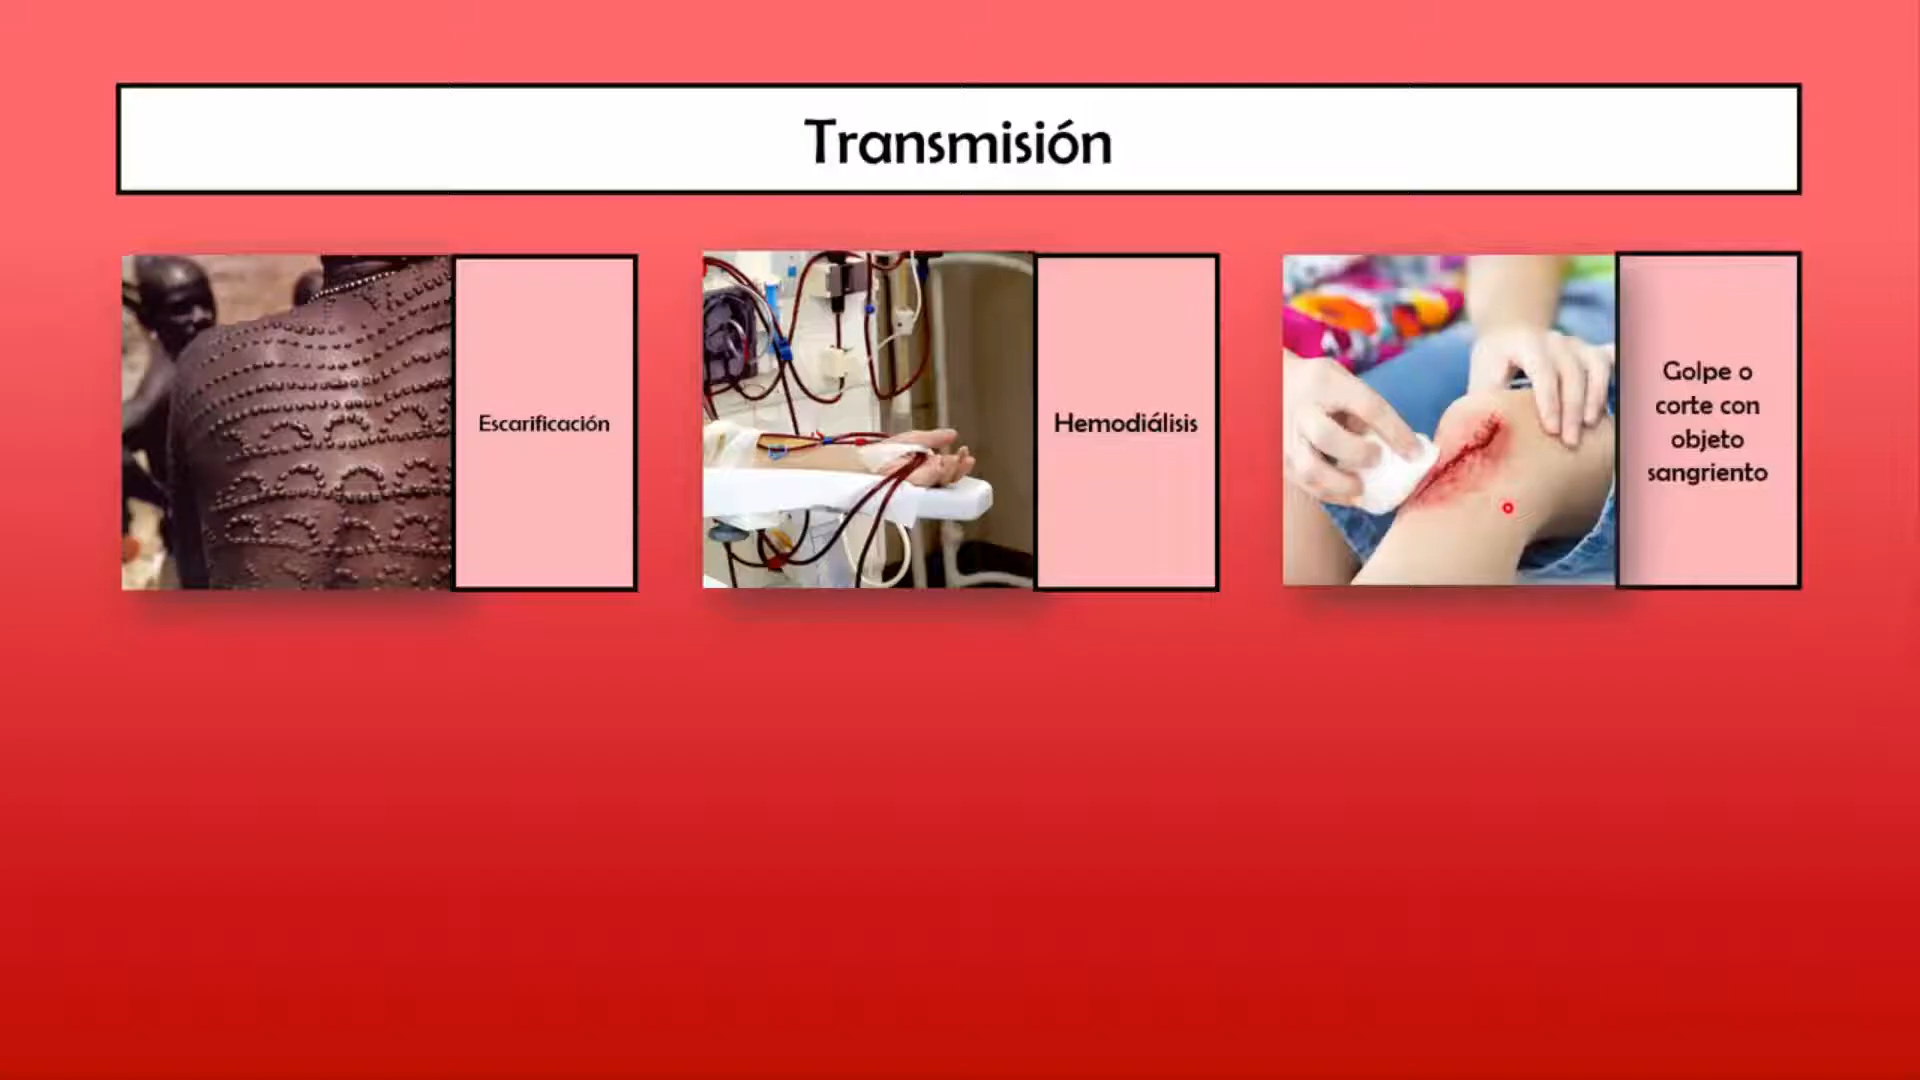 Transmisión
Escarificación
Hemodiálisis
Golpe o
corte con
objeto
sangriento